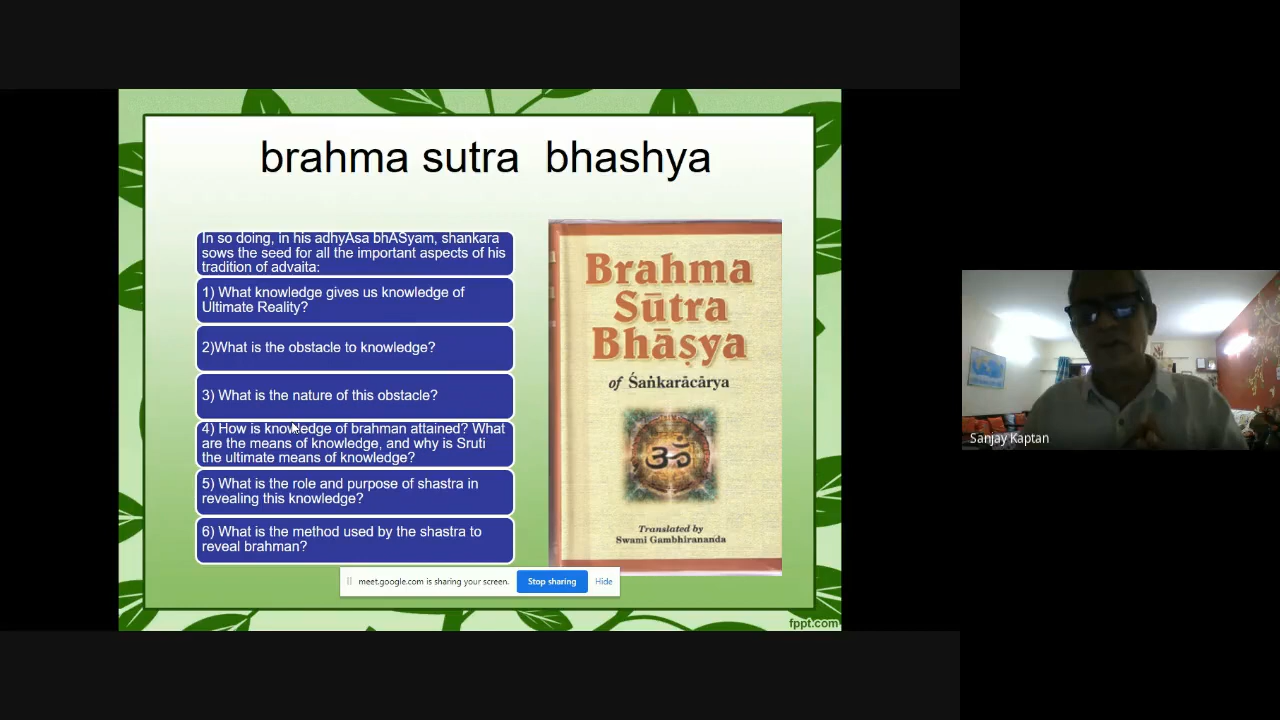 brahma sutra  bhashya
In so doing, in his adhyAsa bhASyam, shankara
sows the seed for all the important aspects of his
tradition of advaita:
1) What knowledge gives us knowledge of
Ultimate Reality?
2)What is the obstacle to knowledge?
3) What is the nature of this obstacle?
4) How is knowledge of brahman attained? What
are the means of knowledge, and why is Sruti
the ultimate means of knowledge?
5) What is the role and purpose of shastra in
revealing this knowledge?
6) What is the method used by the shastra to
reveal brahman?
Brahma
Sūtra
Bhāṣya
of Śaṅkarācārya
ॐ
Translated by
Swami Gambhirananda
meet.google.com is sharing your screen.
Stop sharing
Hide
fppt.com
Sanjay Kaptan